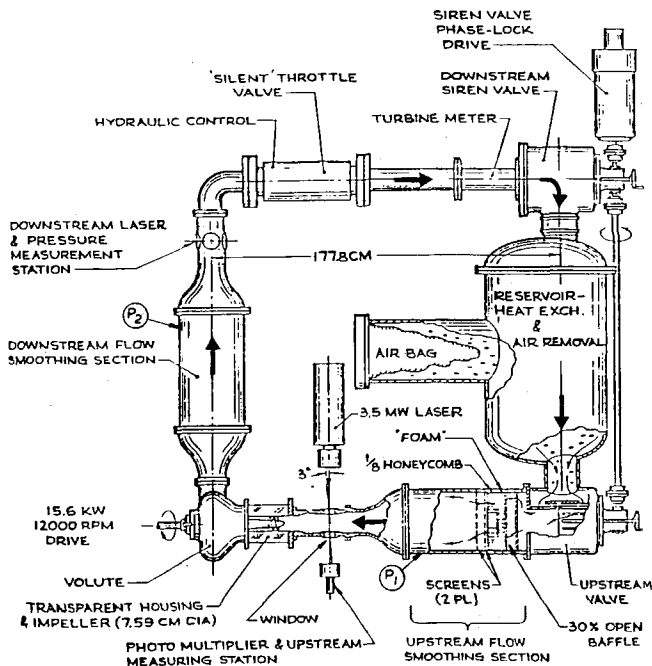 SIREN VALVE
PHASE-LOCK
DRIVE
'SILENT' THROTTLE
VALVE
DOWNSTREAM
SIREN VALVE
HYDRAULIC CONTROL
TURBINE METER
DOWNSTREAM LASER
& PRESSURE
MEASUREMENT
STATION
177.8CM
P2
RESERVOIR-
HEAT EXCH.
&
AIR REMOVAL
AIR BAG
DOWNSTREAM FLOW
SMOOTHING SECTION
3.5 MW LASER
"FOAM"
1/8 HONEYCOMB
3°
15.6 KW
12000 RPM
DRIVE
VOLUTE
P1
TRANSPARENT HOUSING
& IMPELLER (7.59 CM DIA)
WINDOW
SCREENS
(2 PL)
UPSTREAM
VALVE
30% OPEN
BAFFLE
PHOTO MULTIPLIER & UPSTREAM
MEASURING STATION
UPSTREAM FLOW
SMOOTHING SECTION